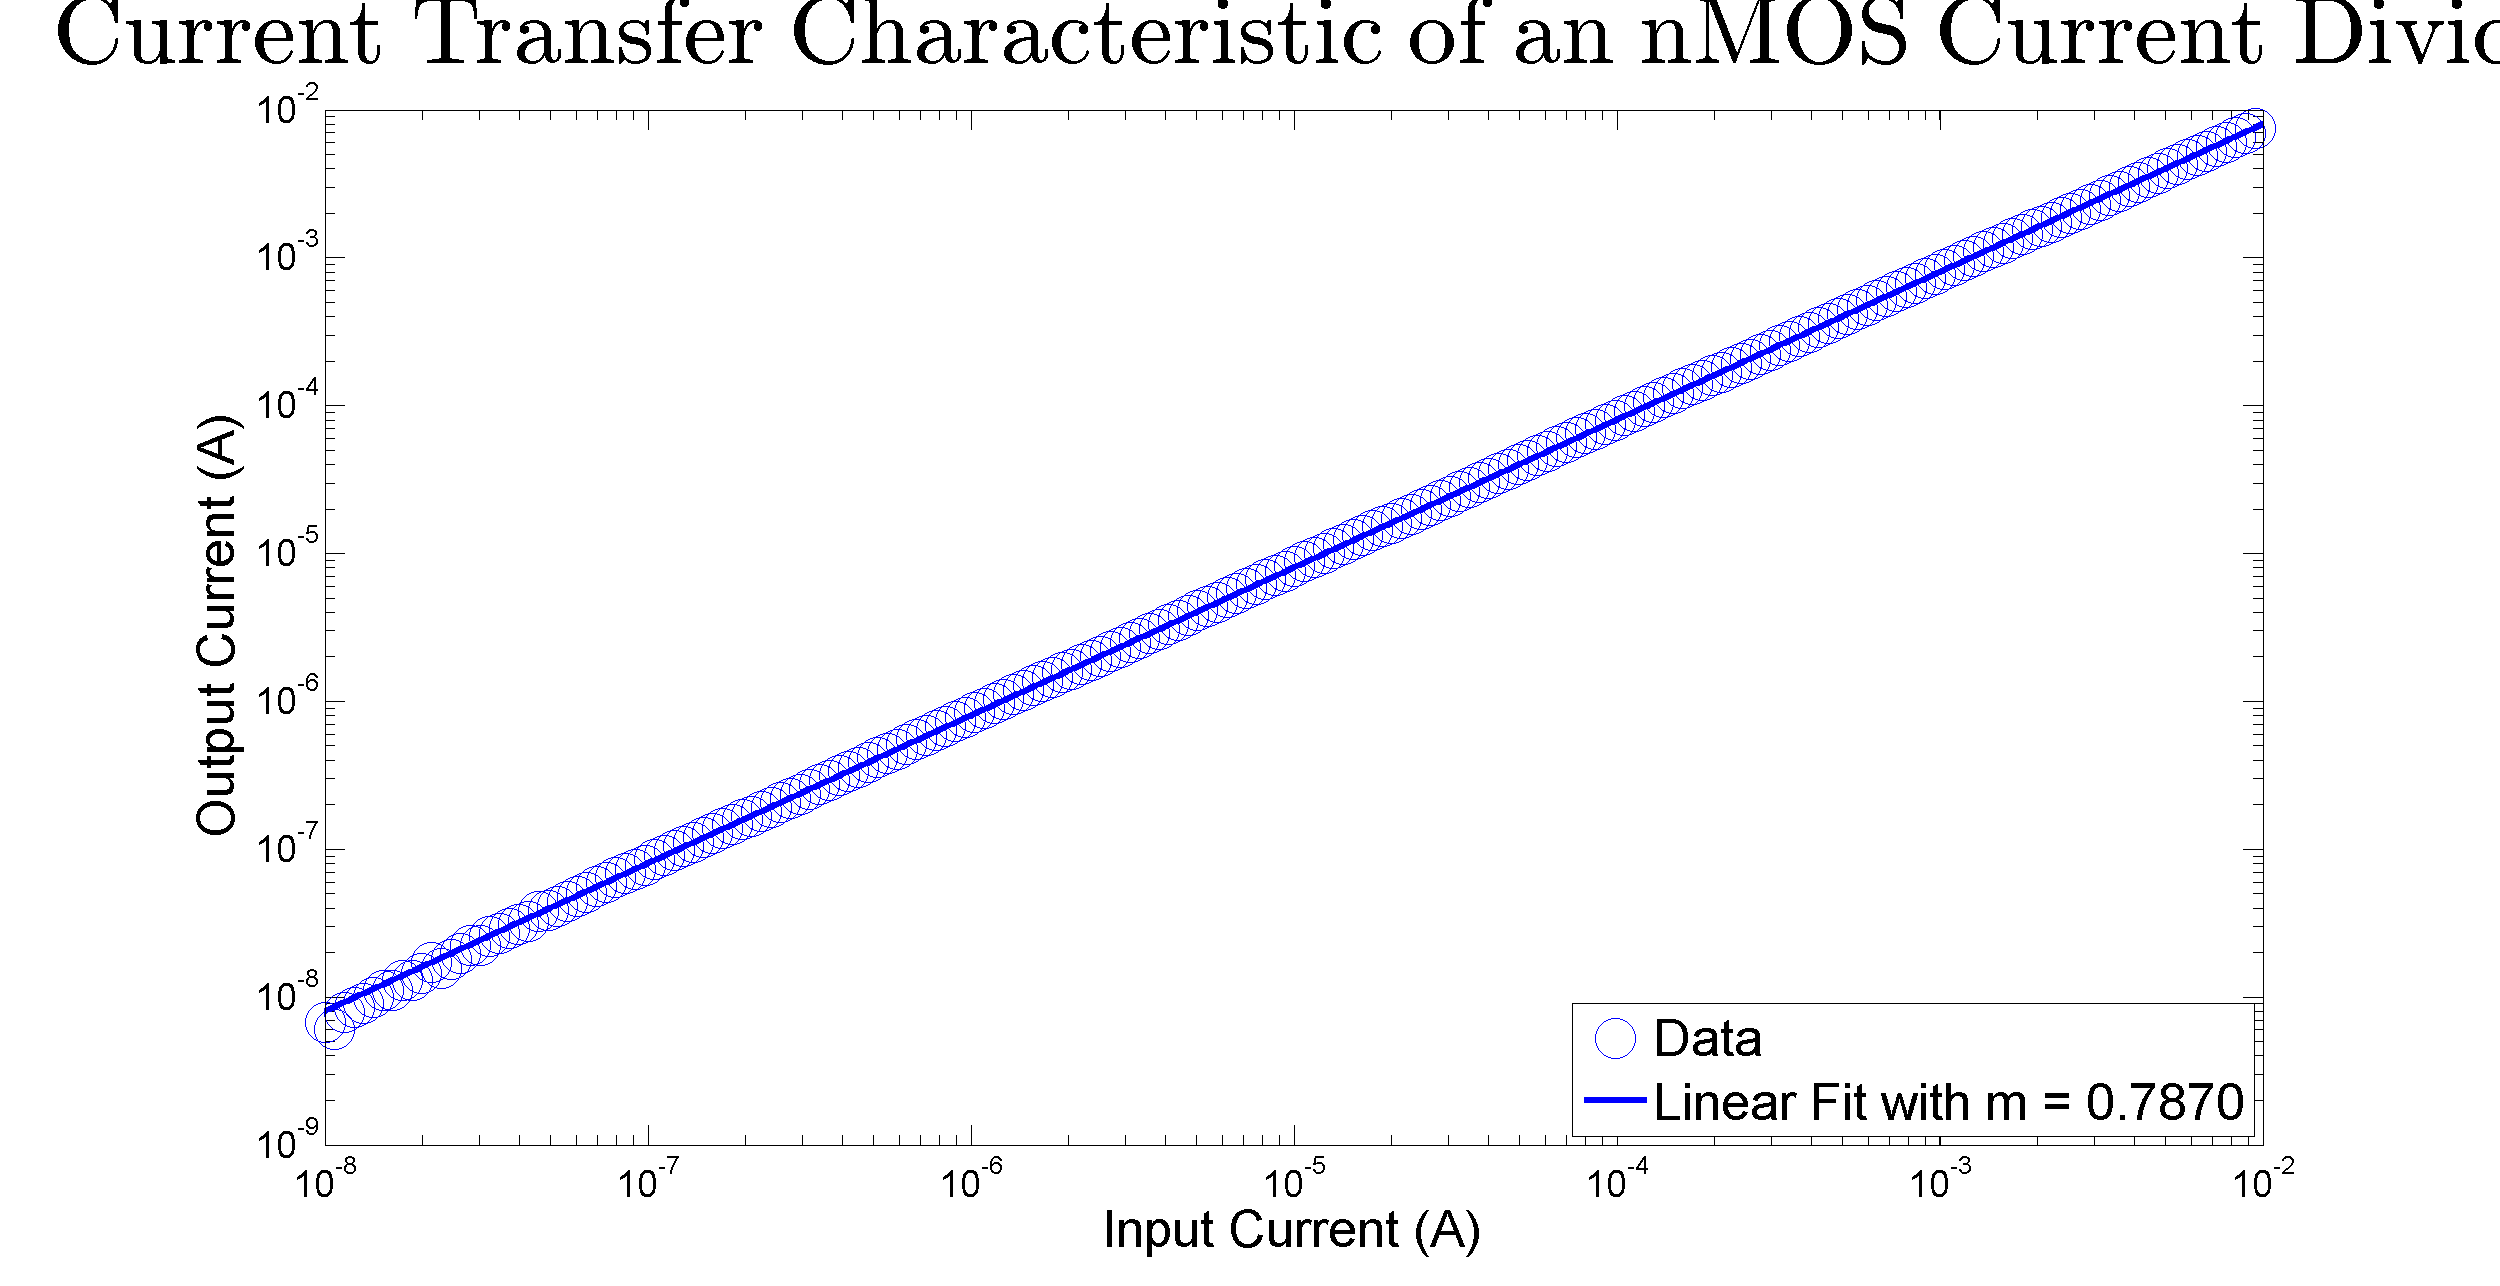 Current Transfer Characteristic of an nMOS Current Divid
10^-2
10^-3
10^-4
10^-5
10^-6
10^-7
10^-8
10^-9
Output Current (A)
Data
Linear Fit with m = 0.7870
10^-8 10^-7 10^-6 10^-5 10^-4 10^-3 10^-2
Input Current (A)